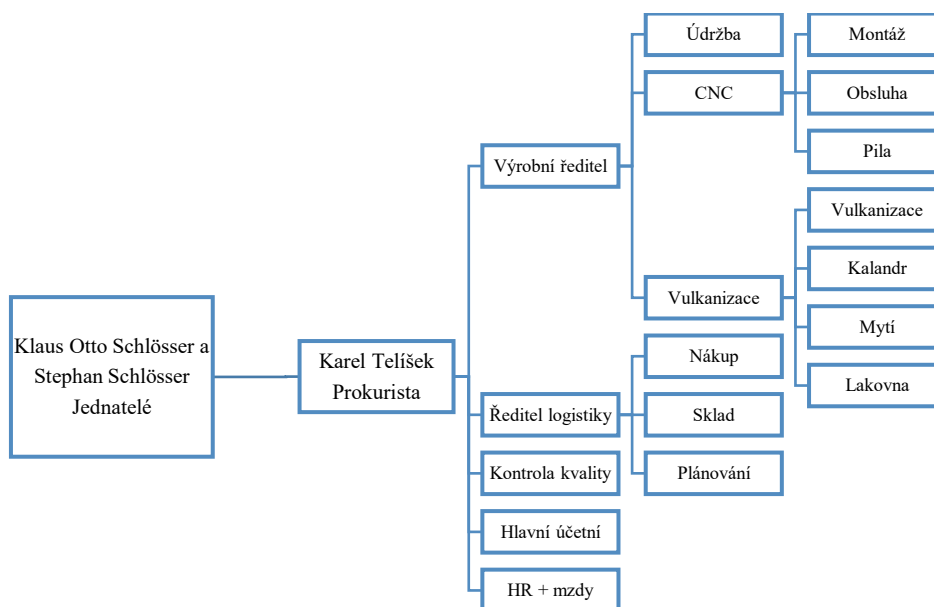 Klaus Otto Schlösser a
Stephan Schlösser
Jednatelé
Karel Telíšek
Prokurista
Výrobní ředitel
Údržba
CNC
Montáž
Obsluha
Pila
Vulkanizace
Vulkanizace
Kalandr
Mytí
Lakovna
Ředitel logistiky
Nákup
Sklad
Plánování
Kontrola kvality
Hlavní účetní
HR + mzdy